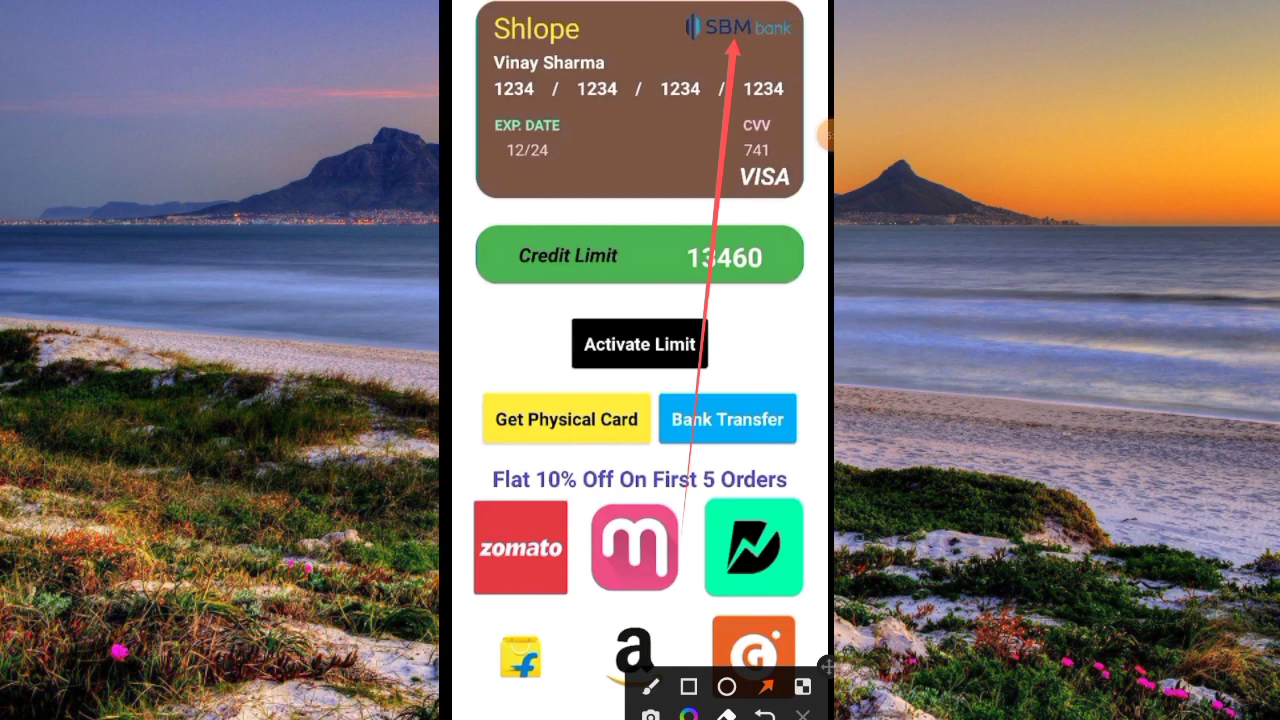 Shlope SBM bank
Vinay Sharma
1234 / 1234 / 1234 / 1234
EXP. DATE CVV
12/24 741
VISA
Credit Limit 13460
Activate Limit
Get Physical Card Bank Transfer
Flat 10% Off On First 5 Orders
zomato m
f a G